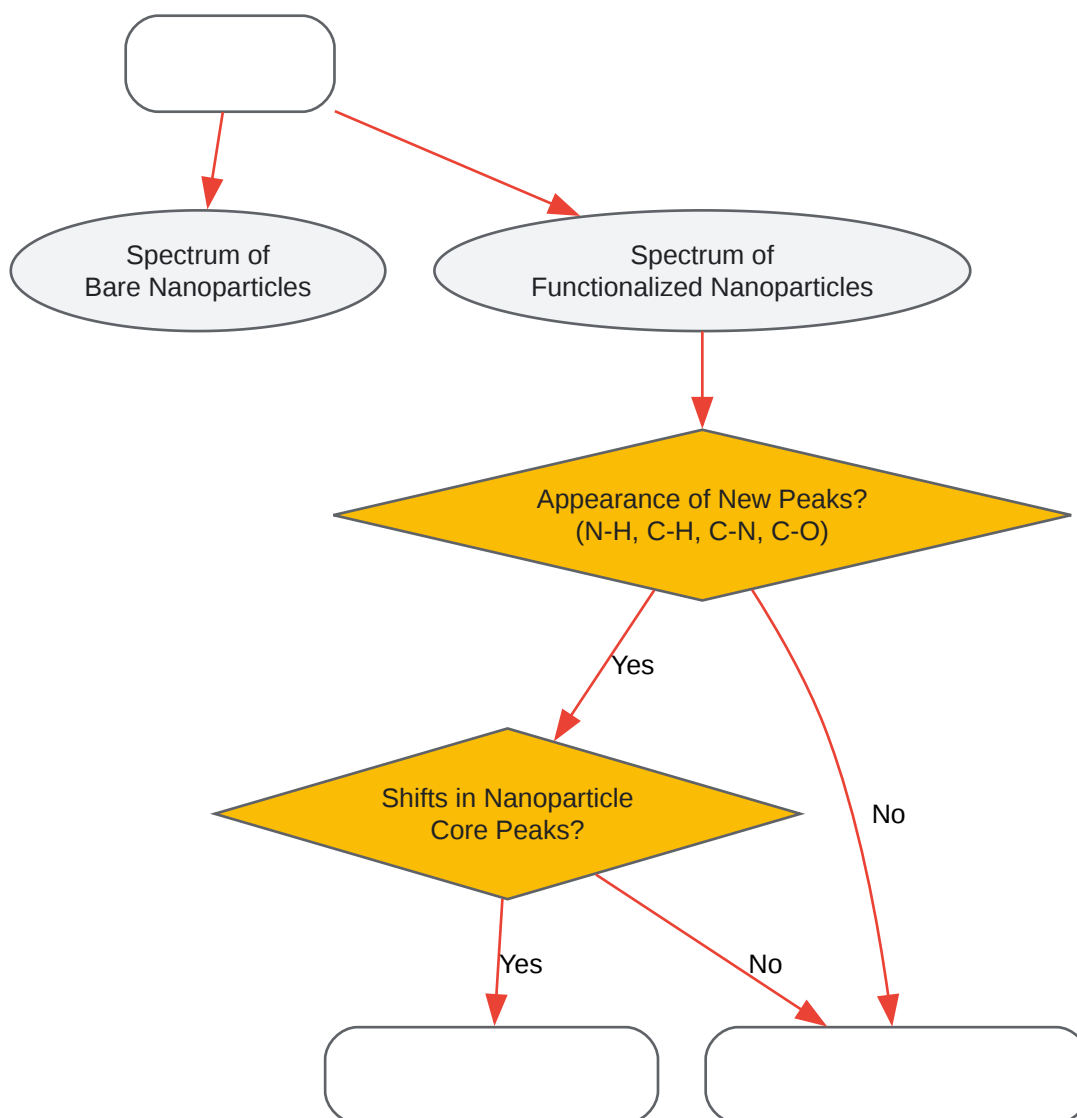 Spectrum of
Bare Nanoparticles
Spectrum of
Functionalized Nanoparticles
Appearance of New Peaks?
(N-H, C-H, C-N, C-O)
Yes
Shifts in Nanoparticle
Core Peaks?
No
Yes
No